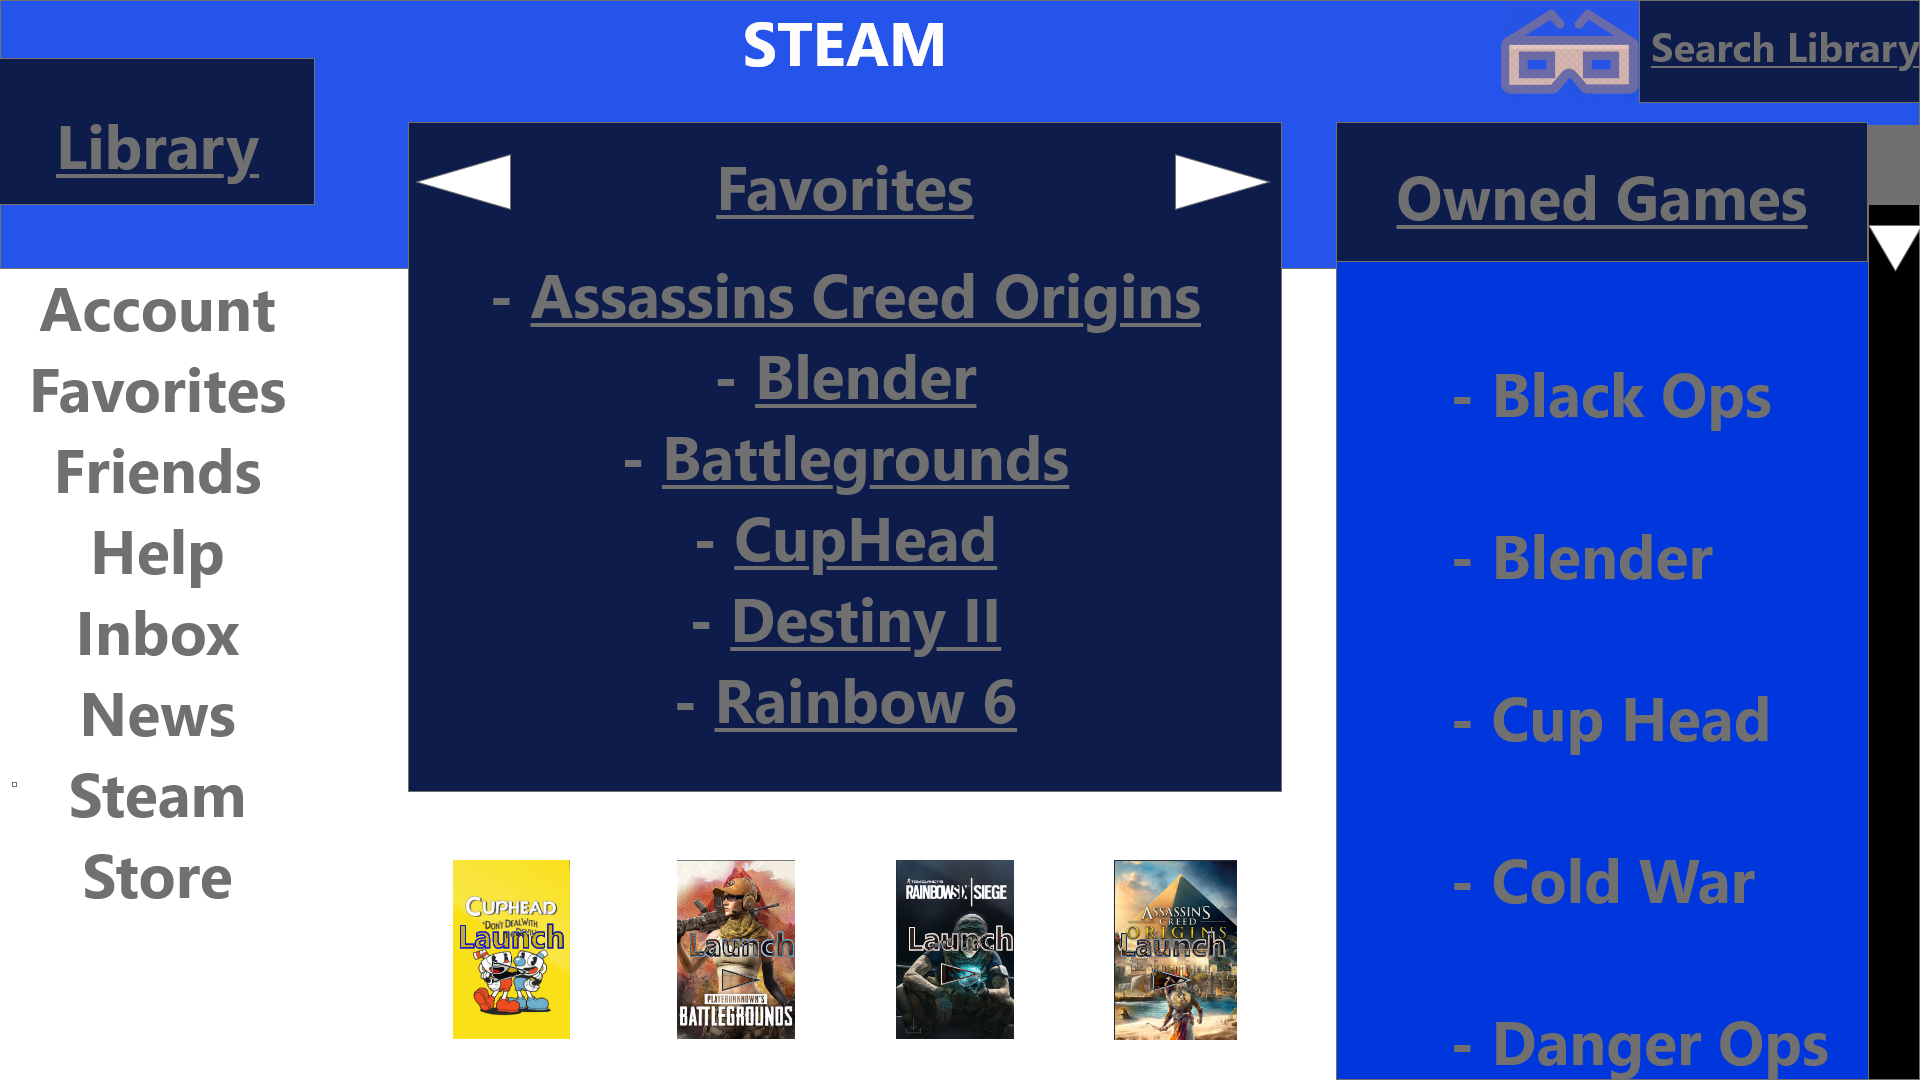 STEAM
Search Library
Library
Account
Favorites
Friends
Help
Inbox
News
Steam
Store
Favorites
- Assassins Creed Origins
- Blender
- Battlegrounds
- CupHead
- Destiny II
- Rainbow 6
Owned Games
- Black Ops
- Blender
- Cup Head
- Cold War
- Danger Ops
CUPHEAD
"DON'T DEAL WITH
Launch
Launch
PLAYERUNKNOWN'S
BATTLEGROUNDS
TOM CLANCY'S
RAINBOW SIX | SIEGE
Launch
ASSASSIN'S
CREED
ORIGINS
Launch